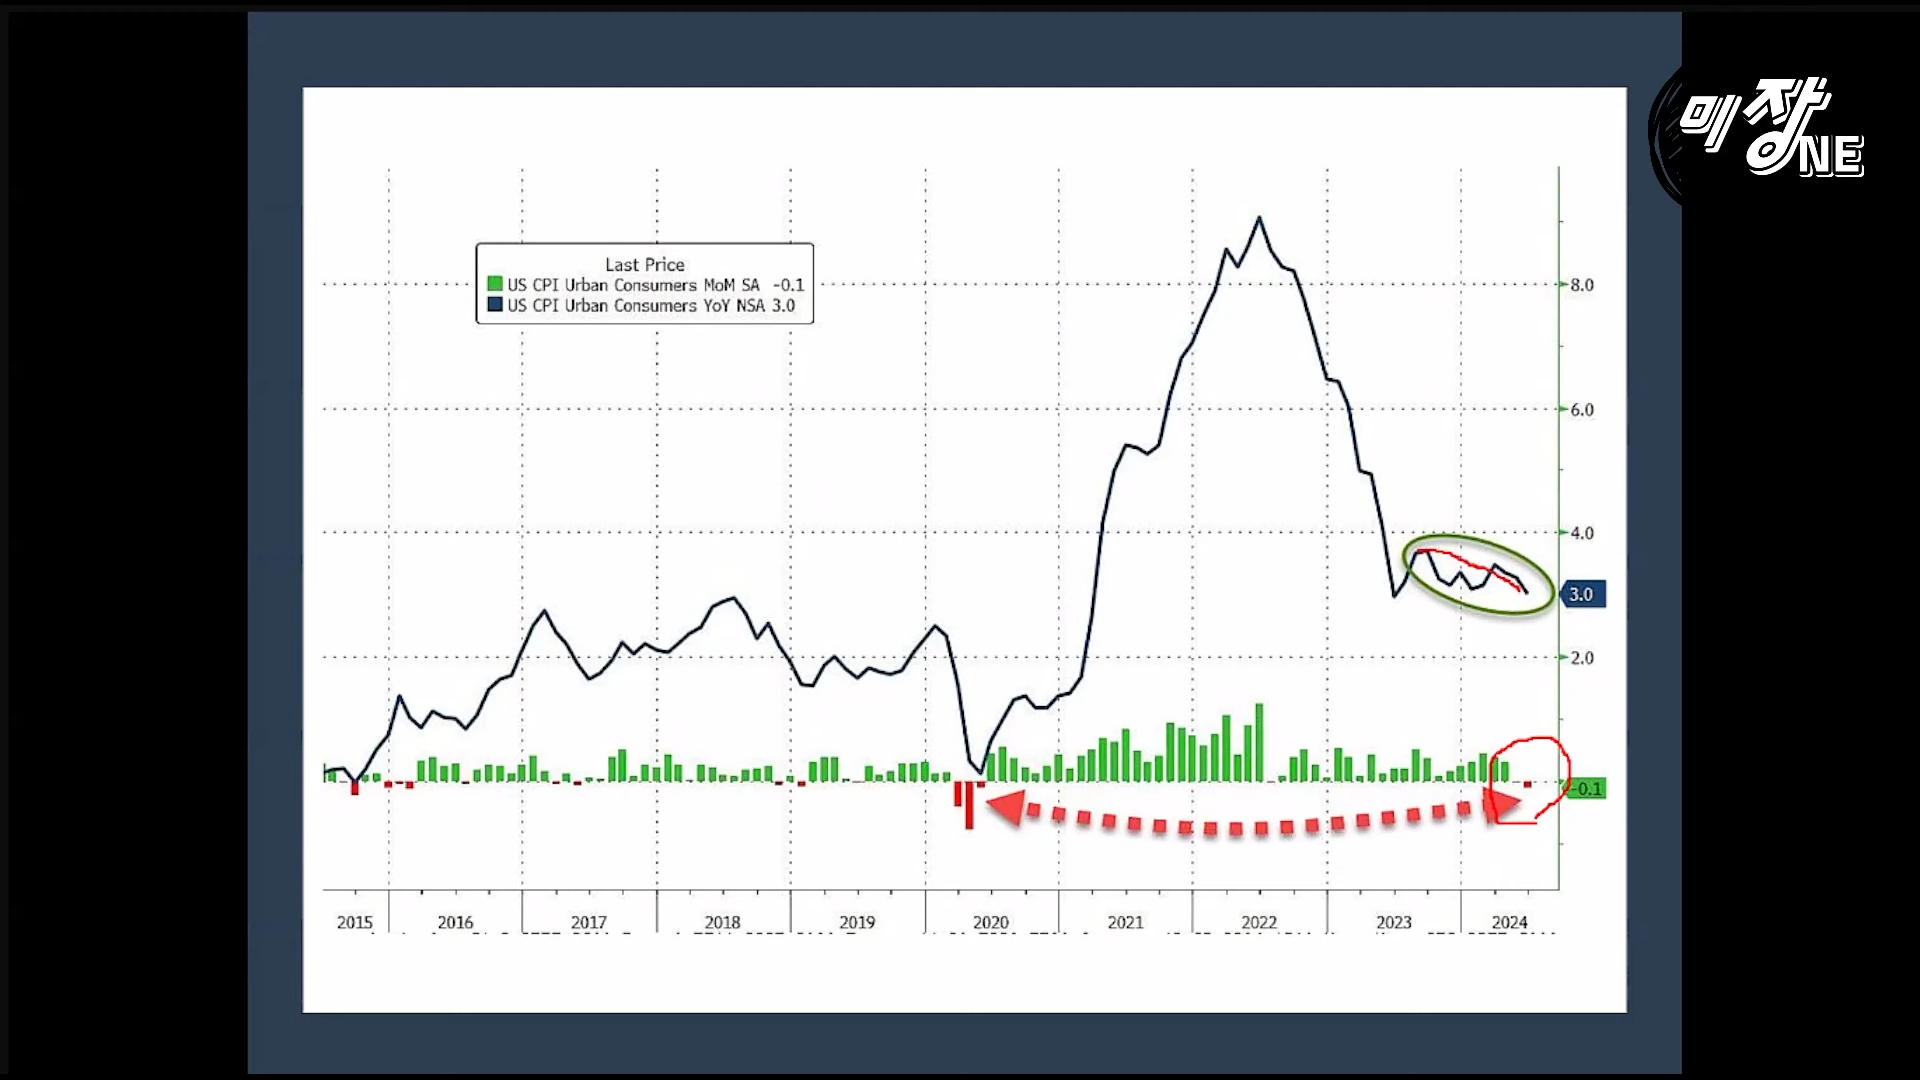 미장NE
Last Price
US CPI Urban Consumers MoM SA -0.1
US CPI Urban Consumers YoY NSA 3.0
8.0
6.0
4.0
3.0
2.0
-0.1
2015 2016 2017 2018 2019 2020 2021 2022 2023 2024